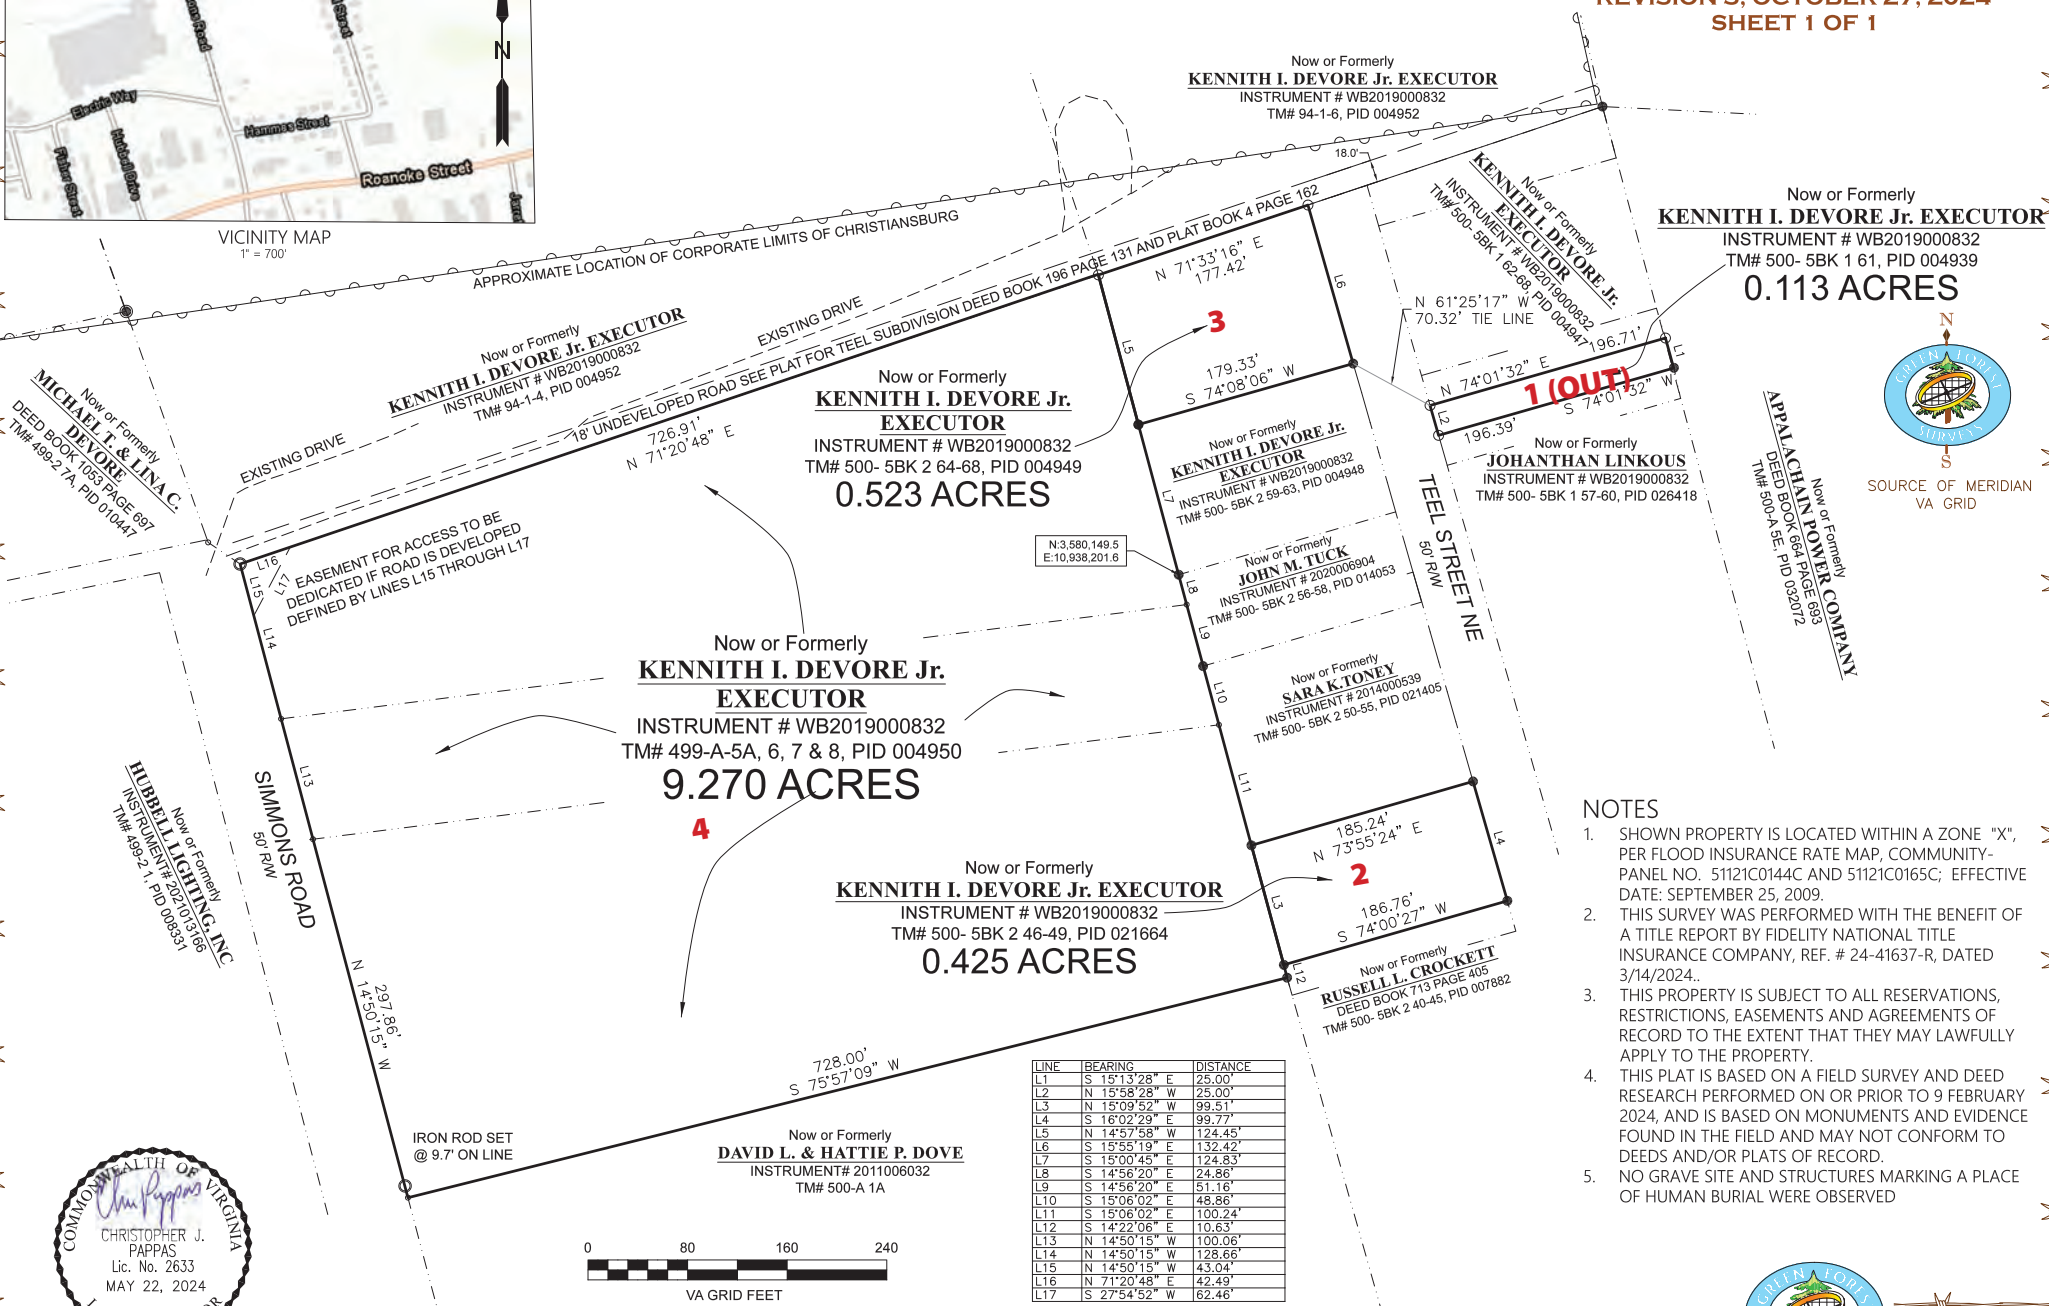 REVISION 3, OCTOBER 27, 2024
SHEET 1 OF 1
N
Electric Way
Hubbell Drive
Fisher Street
Hammes Street
Roanoke Street
VICINITY MAP
1" = 700'
Now or Formerly
KENNITH I. DEVORE Jr. EXECUTOR
INSTRUMENT # WB2019000832
TM# 94-1-6, PID 004952
18.0'
APPROXIMATE LOCATION OF CORPORATE LIMITS OF CHRISTIANSBURG
Now or Formerly
KENNITH I. DEVORE Jr. EXECUTOR
INSTRUMENT # WB2019000832
TM# 94-1-4, PID 004952
EXISTING DRIVE
EXISTING DRIVE
18' UNDEVELOPED ROAD SEE PLAT FOR TEEL SUBDIVISION DEED BOOK 196 PAGE 131 AND PLAT BOOK 4 PAGE 162
726.91'
N 71°20'48" E
Now or Formerly
MICHAEL T. & LINA C.
DEVORE
DEED BOOK 1053 PAGE 697
TM# 499-2 7A, PID 010447
L16
L15
L17
L14
L13
EASEMENT FOR ACCESS TO BE
DEDICATED IF ROAD IS DEVELOPED
DEFINED BY LINES L15 THROUGH L17
N 71°33'16" E
177.42'
3
L5
L6
179.33'
S 74°08'06" W
Now or Formerly
KENNITH I. DEVORE Jr.
EXECUTOR
INSTRUMENT # WB2019000832
TM# 500- 5BK 2 64-68, PID 004949
0.523 ACRES
Now or Formerly
KENNITH I. DEVORE Jr.
EXECUTOR
INSTRUMENT # WB2019000832
TM# 500- 5BK 1 62-68, PID 004947
Now or Formerly
KENNITH I. DEVORE Jr. EXECUTOR
INSTRUMENT # WB2019000832
TM# 500- 5BK 1 61, PID 004939
0.113 ACRES
N 61°25'17" W
70.32' TIE LINE
196.71'
N 74°01'32" E
1 (OUT)
S 74°01'32" W
196.39'
L1
L2
Now or Formerly
JOHANTHAN LINKOUS
INSTRUMENT # WB2019000832
TM# 500- 5BK 1 57-60, PID 026418
N
GREEN FOREST
SURVEYS
S
SOURCE OF MERIDIAN
VA GRID
Now or Formerly
APPALACHAIN POWER COMPANY
DEED BOOK 664 PAGE 693
TM# 500-A 5E, PID 032072
Now or Formerly
KENNITH I. DEVORE Jr.
EXECUTOR
INSTRUMENT # WB2019000832
TM# 500- 5BK 2 59-63, PID 004948
L7
N:3,580,149.5
E:10,938,201.6
Now or Formerly
JOHN M. TUCK
INSTRUMENT # 2020006904
TM# 500- 5BK 2 56-58, PID 014053
L8
L9
L10
L11
TEEL STREET NE
50' R/W
Now or Formerly
SARA K.TONEY
INSTRUMENT # 2014000539
TM# 500- 5BK 2 50-55, PID 021405
Now or Formerly
KENNITH I. DEVORE Jr.
EXECUTOR
INSTRUMENT # WB2019000832
TM# 499-A-5A, 6, 7 & 8, PID 004950
9.270 ACRES
4
SIMMONS ROAD
50' R/W
Now or Formerly
HUBBELL LIGHTING, INC
INSTRUMENT# 2021013166
TM# 499-2 1, PID 008331
297.86'
N 14°50'15" W
185.24'
N 73°55'24" E
2
L3
L4
186.76'
S 74°00'27" W
L12
Now or Formerly
KENNITH I. DEVORE Jr. EXECUTOR
INSTRUMENT # WB2019000832
TM# 500- 5BK 2 46-49, PID 021664
0.425 ACRES
Now or Formerly
RUSSELL L. CROCKETT
DEED BOOK 713 PAGE 405
TM# 500- 5BK 2 40-45, PID 007882
728.00'
S 75°57'09" W
IRON ROD SET
@ 9.7' ON LINE
Now or Formerly
DAVID L. & HATTIE P. DOVE
INSTRUMENT# 2011006032
TM# 500-A 1A
LINE BEARING DISTANCE
L1 S 15°13'28" E 25.00'
L2 N 15°58'28" W 25.00'
L3 N 15°09'52" W 99.51'
L4 S 16°02'29" E 99.77'
L5 N 14°57'58" W 124.45'
L6 S 15°55'19" E 132.42'
L7 S 15°00'45" E 124.83'
L8 S 14°56'20" E 24.86'
L9 S 14°56'20" E 51.16'
L10 S 15°06'02" E 48.86'
L11 S 15°06'02" E 100.24'
L12 S 14°22'06" E 10.63'
L13 N 14°50'15" W 100.06'
L14 N 14°50'15" W 128.66'
L15 N 14°50'15" W 43.04'
L16 N 71°20'48" E 42.49'
L17 S 27°54'52" W 62.46'
NOTES
1. SHOWN PROPERTY IS LOCATED WITHIN A ZONE "X",
PER FLOOD INSURANCE RATE MAP, COMMUNITY-
PANEL NO. 51121C0144C AND 51121C0165C; EFFECTIVE
DATE: SEPTEMBER 25, 2009.
2. THIS SURVEY WAS PERFORMED WITH THE BENEFIT OF
A TITLE REPORT BY FIDELITY NATIONAL TITLE
INSURANCE COMPANY, REF. # 24-41637-R, DATED
3/14/2024..
3. THIS PROPERTY IS SUBJECT TO ALL RESERVATIONS,
RESTRICTIONS, EASEMENTS AND AGREEMENTS OF
RECORD TO THE EXTENT THAT THEY MAY LAWFULLY
APPLY TO THE PROPERTY.
4. THIS PLAT IS BASED ON A FIELD SURVEY AND DEED
RESEARCH PERFORMED ON OR PRIOR TO 9 FEBRUARY
2024, AND IS BASED ON MONUMENTS AND EVIDENCE
FOUND IN THE FIELD AND MAY NOT CONFORM TO
DEEDS AND/OR PLATS OF RECORD.
5. NO GRAVE SITE AND STRUCTURES MARKING A PLACE
OF HUMAN BURIAL WERE OBSERVED
COMMONWEALTH OF VIRGINIA
Chris Pappas
CHRISTOPHER J.
PAPPAS
Lic. No. 2633
MAY 22, 2024
0 80 160 240
VA GRID FEET
GREEN FOREST